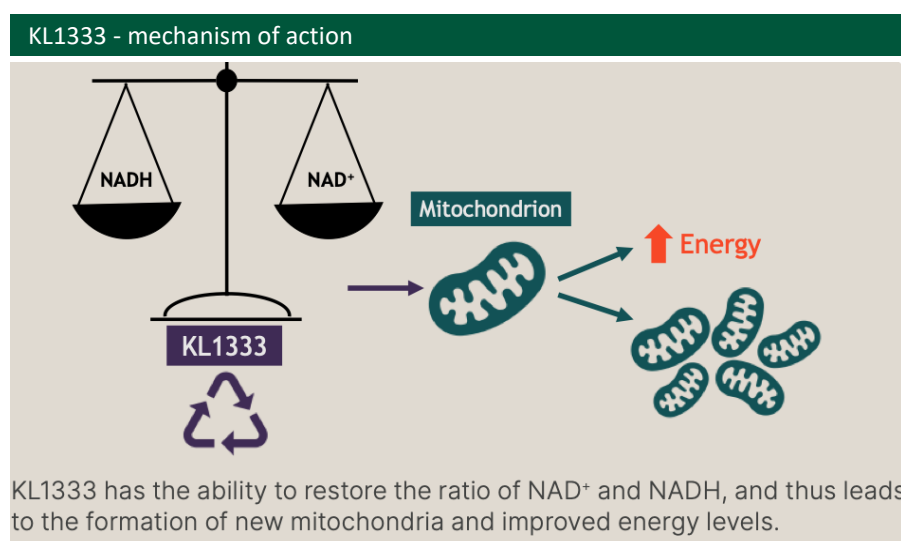 KL1333 - mechanism of action
NADH
NAD⁺
Mitochondrion
Energy
KL1333
KL1333 has the ability to restore the ratio of NAD⁺ and NADH, and thus leads
to the formation of new mitochondria and improved energy levels.